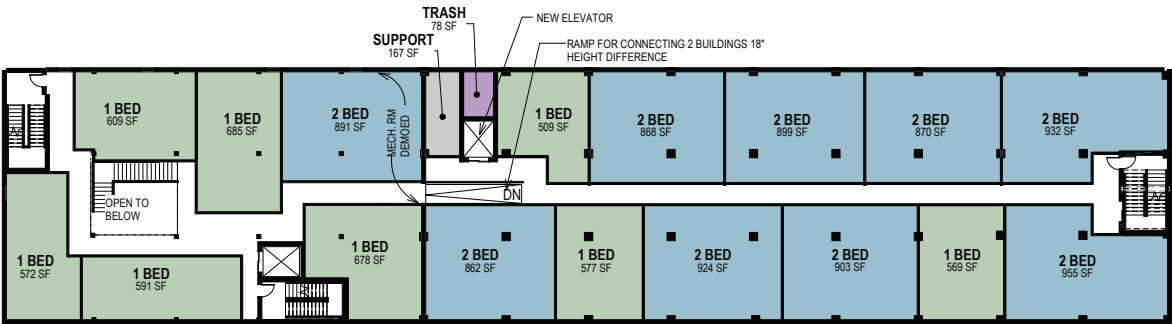 TRASH
78 SF
NEW ELEVATOR
SUPPORT
167 SF
RAMP FOR CONNECTING 2 BUILDINGS 18"
HEIGHT DIFFERENCE
1 BED
609 SF
1 BED
685 SF
2 BED
891 SF
MECH. RM
DEMOED
1 BED
509 SF
2 BED
868 SF
2 BED
899 SF
2 BED
870 SF
2 BED
932 SF
OPEN TO
BELOW
DN
1 BED
572 SF
1 BED
591 SF
1 BED
678 SF
2 BED
862 SF
1 BED
577 SF
2 BED
924 SF
2 BED
903 SF
1 BED
569 SF
2 BED
955 SF